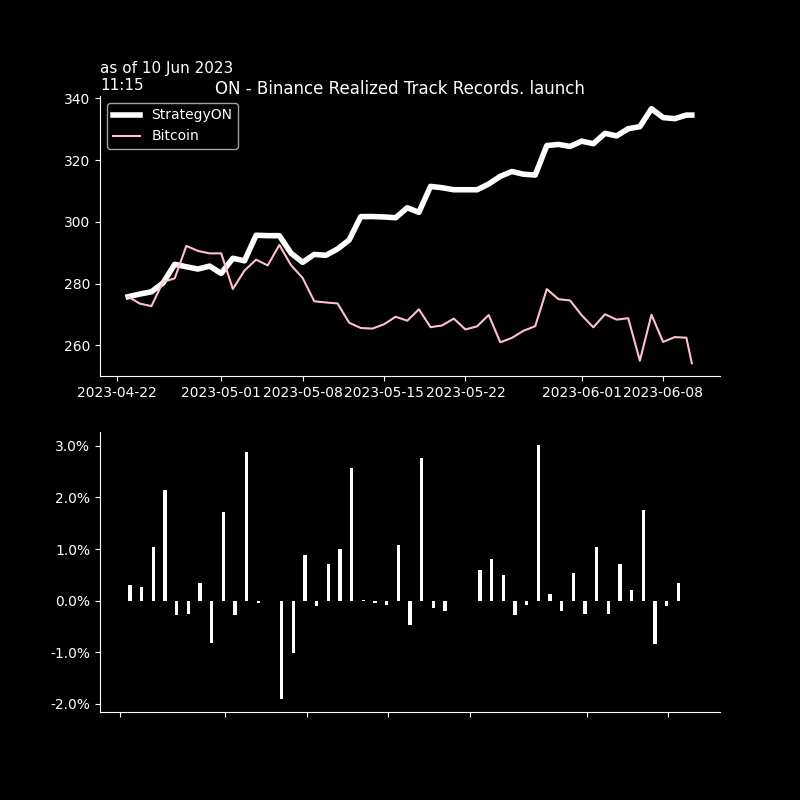 as of 10 Jun 2023
11:15
ON - Binance Realized Track Records. launch
StrategyON
Bitcoin
340
320
300
280
260
2023-04-22 2023-05-01 2023-05-08 2023-05-15 2023-05-22 2023-06-01 2023-06-08
3.0%
2.0%
1.0%
0.0%
-1.0%
-2.0%